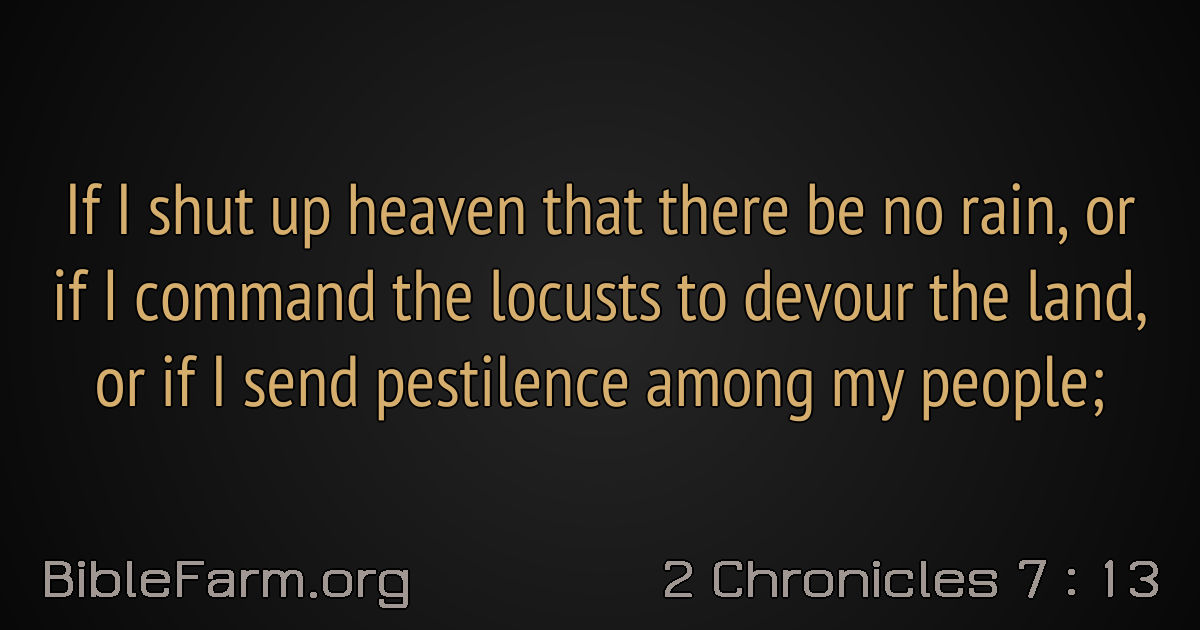 If I shut up heaven that there be no rain, or
if I command the locusts to devour the land,
or if I send pestilence among my people;
BibleFarm.org
2 Chronicles 7 : 13